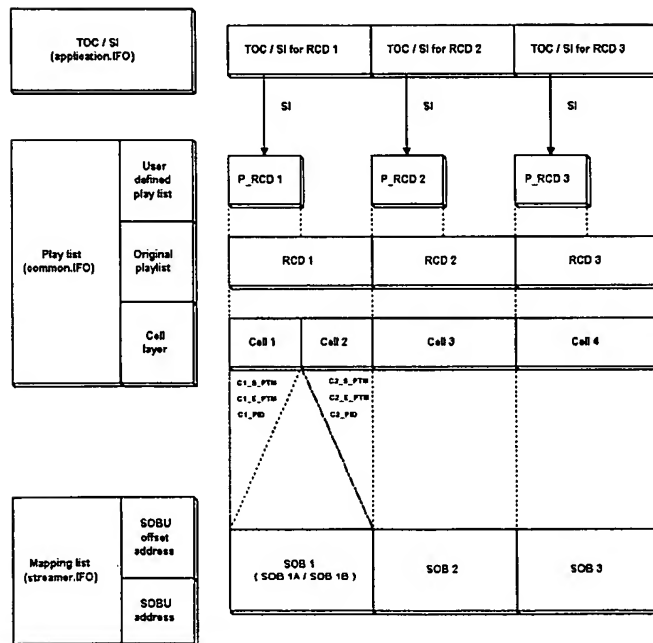 TOC / SI
(application.IFO)
TOC / SI for RCD 1
TOC / SI for RCD 2
TOC / SI for RCD 3
SI
SI
SI
User
defined
play list
Play list
(common.IFO)
Original
playlist
Cell
layer
P_RCD 1
P_RCD 2
P_RCD 3
RCD 1
RCD 2
RCD 3
Cell 1
Cell 2
Cell 3
Cell 4
C1_S_PTM
C1_E_PTM
C1_PID
C2_S_PTM
C2_E_PTM
C2_PID
Mapping list
(streamer.IFO)
SOBU
offset
address
SOBU
address
SOB 1
( SOB 1A / SOB 1B )
SOB 2
SOB 3